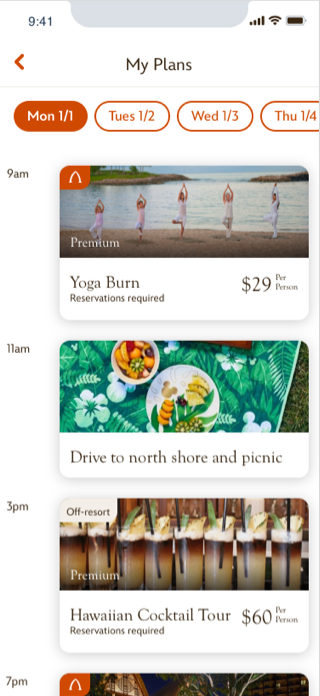 9:41
My Plans
Mon 1/1
Tues 1/2
Wed 1/3
Thu 1/4
9am
Premium
Yoga Burn
$29 Per Person
Reservations required
11am
Drive to north shore and picnic
3pm
Off-resort
Premium
Hawaiian Cocktail Tour
$60 Per Person
Reservations required
7pm